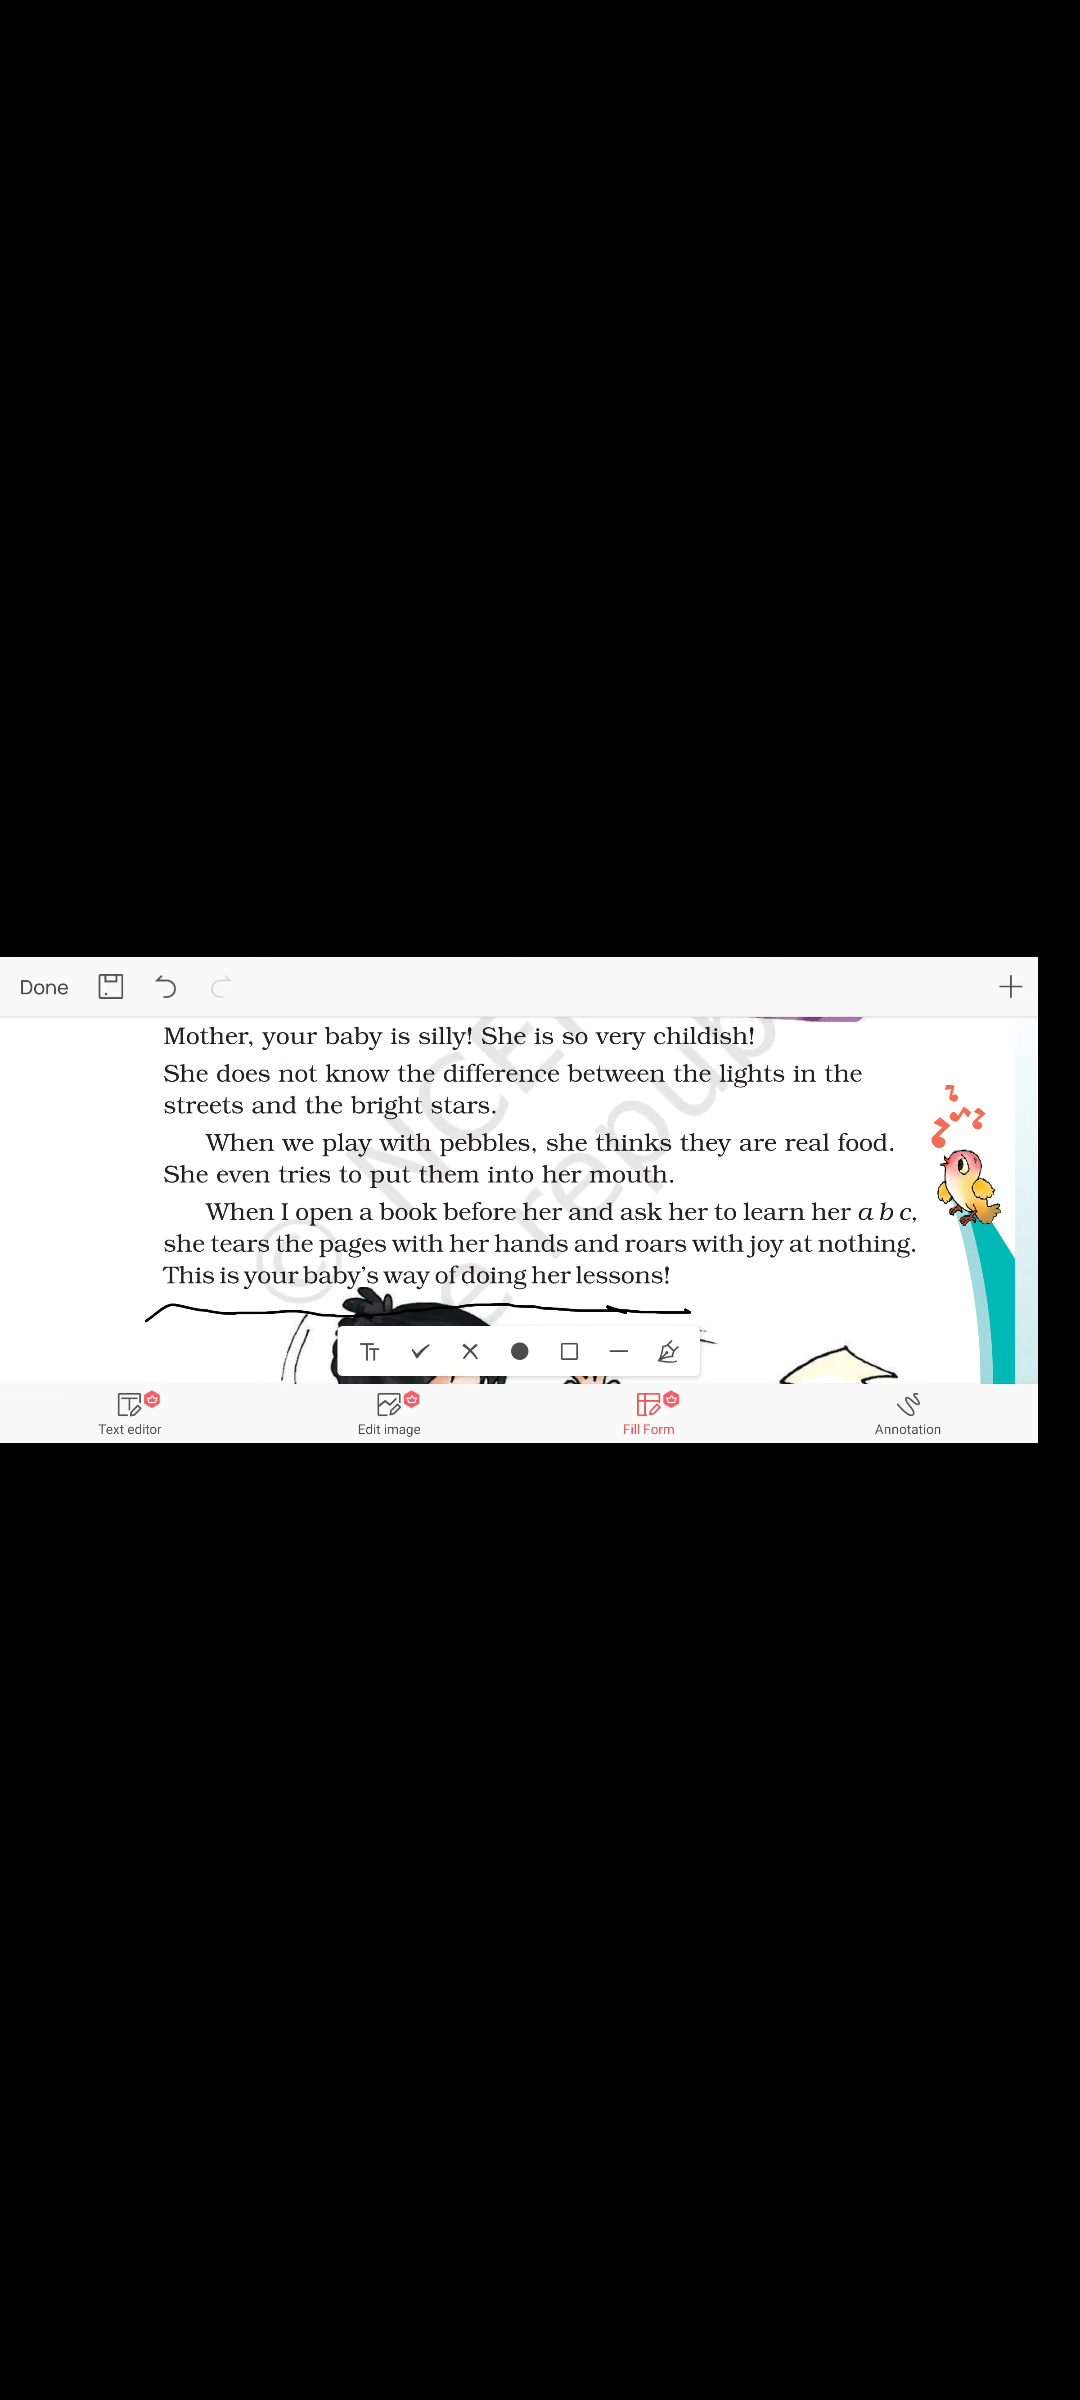 Done
Mother, your baby is silly! She is so very childish!
She does not know the difference between the lights in the
streets and the bright stars.
When we play with pebbles, she thinks they are real food.
She even tries to put them into her mouth.
When I open a book before her and ask her to learn her a b c,
she tears the pages with her hands and roars with joy at nothing.
This is your baby's way of doing her lessons!
© NCE
e repub
Text editor
Edit image
Fill Form
Annotation